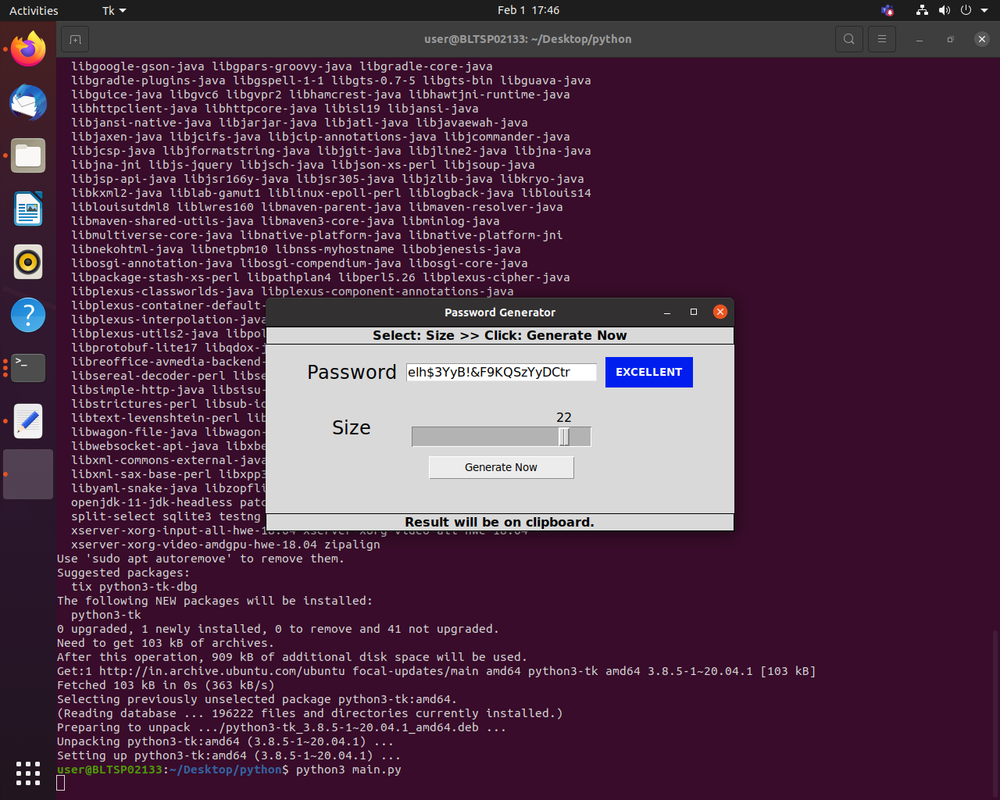 Activities
Tk
Feb 1 17:46
user@BLTSP02133: ~/Desktop/python
libgoogle-gson-java libgpars-groovy-java libgradle-core-java
libgradle-plugins-java libgspell-1-1 libgts-0.7-5 libgts-bin libguava-java
libguice-java libgvc6 libgvpr2 libhamcrest-java libhawtjni-runtime-java
libhttpclient-java libhttpcore-java libisl19 libjansi-java
libjansi-native-java libjarjar-java libjatl-java libjavaewah-java
libjaxen-java libjcifs-java libjcip-annotations-java libjcommander-java
libjcsp-java libjformatstring-java libjgit-java libjline2-java libjna-java
libjna-jni libjs-jquery libjsch-java libjson-xs-perl libjsoup-java
libjsp-api-java libjsr166y-java libjsr305-java libjzlib-java libkryo-java
libkxml2-java liblab-gamut1 liblinux-epoll-perl liblogback-java liblouis14
liblouisutdml8 liblwres160 libmaven-parent-java libmaven-resolver-java
libmaven-shared-utils-java libmaven3-core-java libminlog-java
libmultiverse-core-java libnative-platform-java libnative-platform-jni
libnekohtml-java libnetpbm10 libnss-myhostname libobjenesis-java
libosgi-annotation-java libosgi-compendium-java libosgi-core-java
libpackage-stash-xs-perl libpathplan4 libperl5.26 libplexus-cipher-java
libplexus-classworlds-java libplexus-component-annotations-java
libplexus-container-default-
libplexus-interpolation-java
libplexus-utils2-java libpol
libprotobuf-lite17 libqdox-j
libreoffice-avmedia-backend-
libsereal-decoder-perl libse
libsimple-http-java libsisu-
libstrictures-perl libsub-id
libtext-levenshtein-perl lib
libwagon-file-java libwagon-
libwebsocket-api-java libxbe
libxml-commons-external-java
libxml-sax-base-perl libxpp3
libyaml-snake-java libzopfli
openjdk-11-jdk-headless patc
split-select sqlite3 testng
xserver-xorg-input-all-hwe-18.04 xserver-xorg-video-all-hwe-18.04
xserver-xorg-video-amdgpu-hwe-18.04 zipalign
Use 'sudo apt autoremove' to remove them.
Suggested packages:
tix python3-tk-dbg
The following NEW packages will be installed:
python3-tk
0 upgraded, 1 newly installed, 0 to remove and 41 not upgraded.
Need to get 103 kB of archives.
After this operation, 909 kB of additional disk space will be used.
Get:1 http://in.archive.ubuntu.com/ubuntu focal-updates/main amd64 python3-tk amd64 3.8.5-1~20.04.1 [103 kB]
Fetched 103 kB in 0s (363 kB/s)
Selecting previously unselected package python3-tk:amd64.
(Reading database ... 196222 files and directories currently installed.)
Preparing to unpack .../python3-tk_3.8.5-1~20.04.1_amd64.deb ...
Unpacking python3-tk:amd64 (3.8.5-1~20.04.1) ...
Setting up python3-tk:amd64 (3.8.5-1~20.04.1) ...
user@BLTSP02133:~/Desktop/python$ python3 main.py
Password Generator
Select: Size >> Click: Generate Now
Password elh$3YyB!&F9KQSzYyDCtr EXCELLENT
22
Size
Generate Now
Result will be on clipboard.